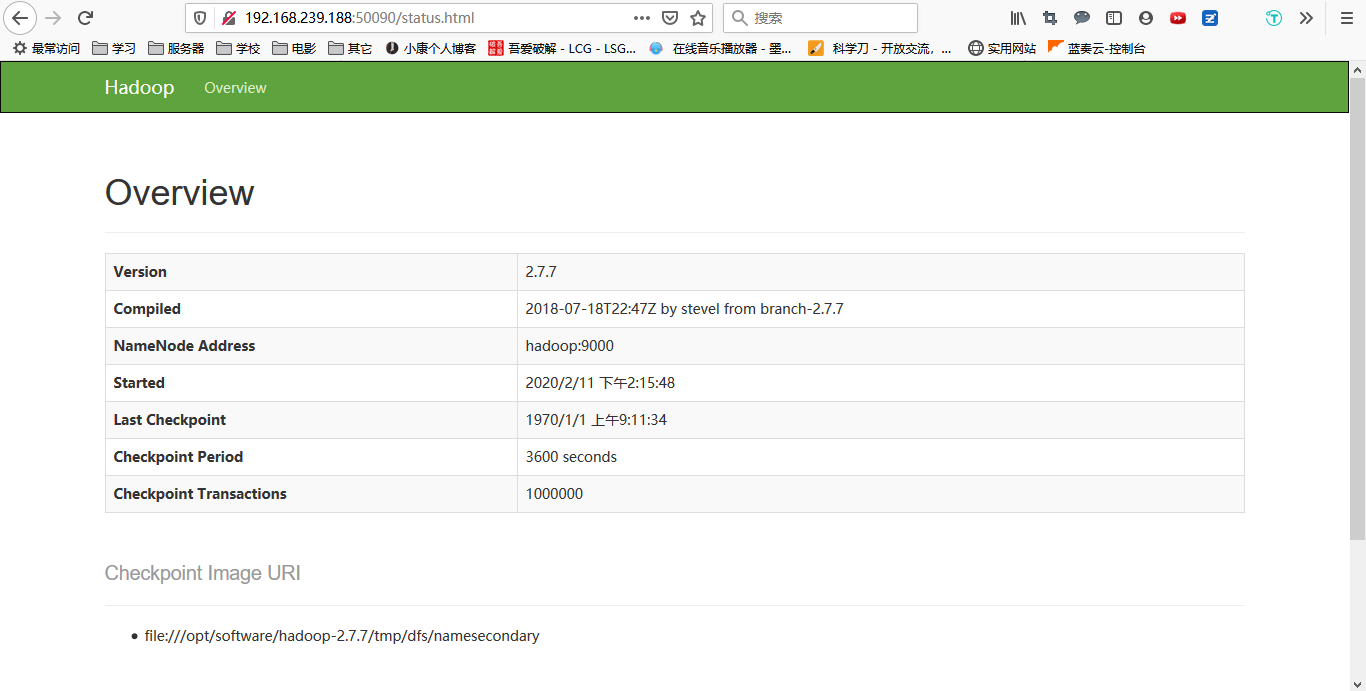 192.168.239.188:50090/status.html
搜索
最常访问 学习 服务器 学校 电影 其它 小康个人博客 吾爱破解 - LCG - LSG... 在线音乐播放器 - 墨... 科学刀 - 开放交流，... 实用网站 蓝奏云-控制台
Hadoop Overview
Overview
Version 2.7.7
Compiled 2018-07-18T22:47Z by stevel from branch-2.7.7
NameNode Address hadoop:9000
Started 2020/2/11 下午2:15:48
Last Checkpoint 1970/1/1 上午9:11:34
Checkpoint Period 3600 seconds
Checkpoint Transactions 1000000
Checkpoint Image URI
file:///opt/software/hadoop-2.7.7/tmp/dfs/namesecondary